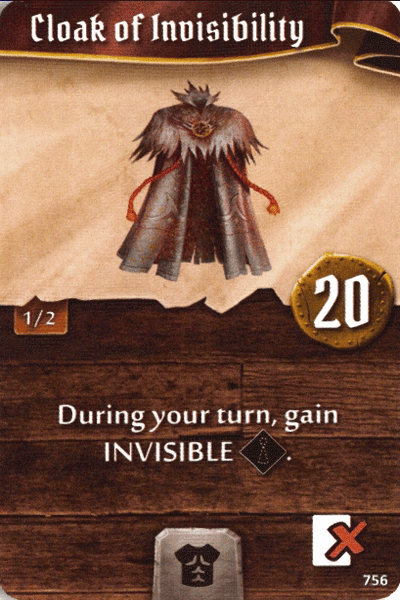 Cloak of Invisibility
1/2
20
During your turn, gain
INVISIBLE .
756